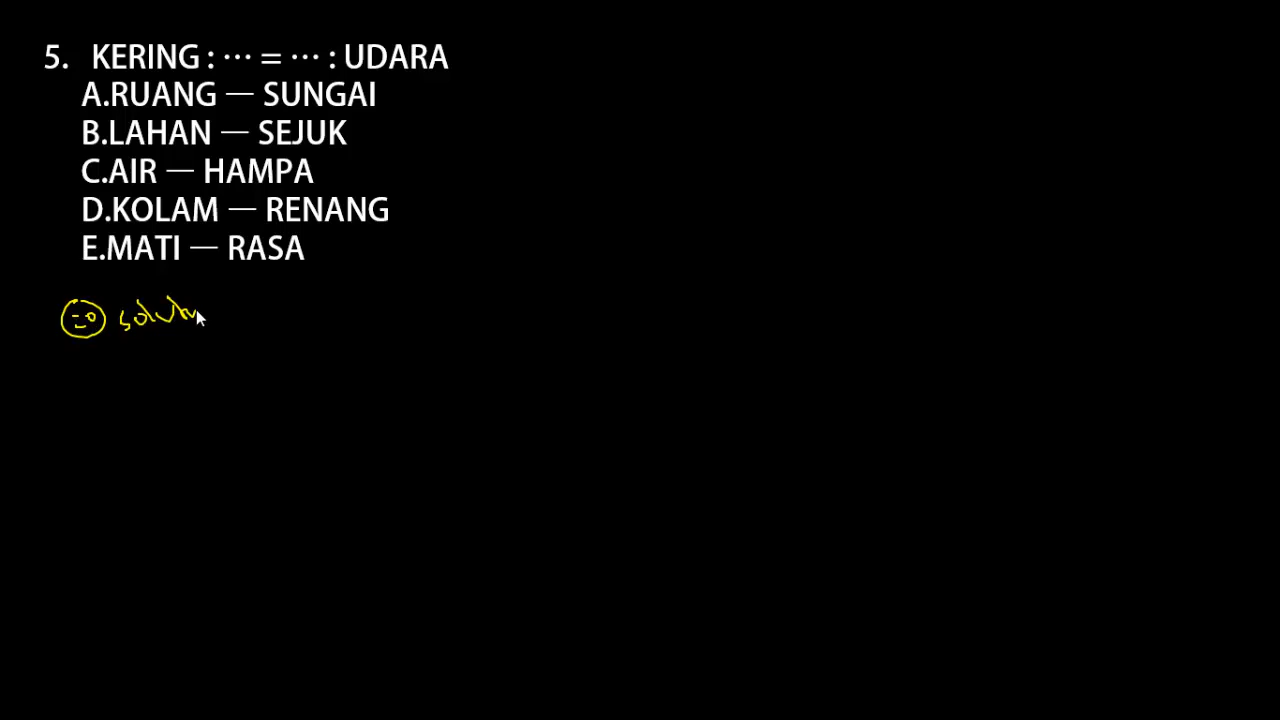 5. KERING : ... = ... : UDARA
A.RUANG — SUNGAI
B.LAHAN — SEJUK
C.AIR — HAMPA
D.KOLAM — RENANG
E.MATI — RASA